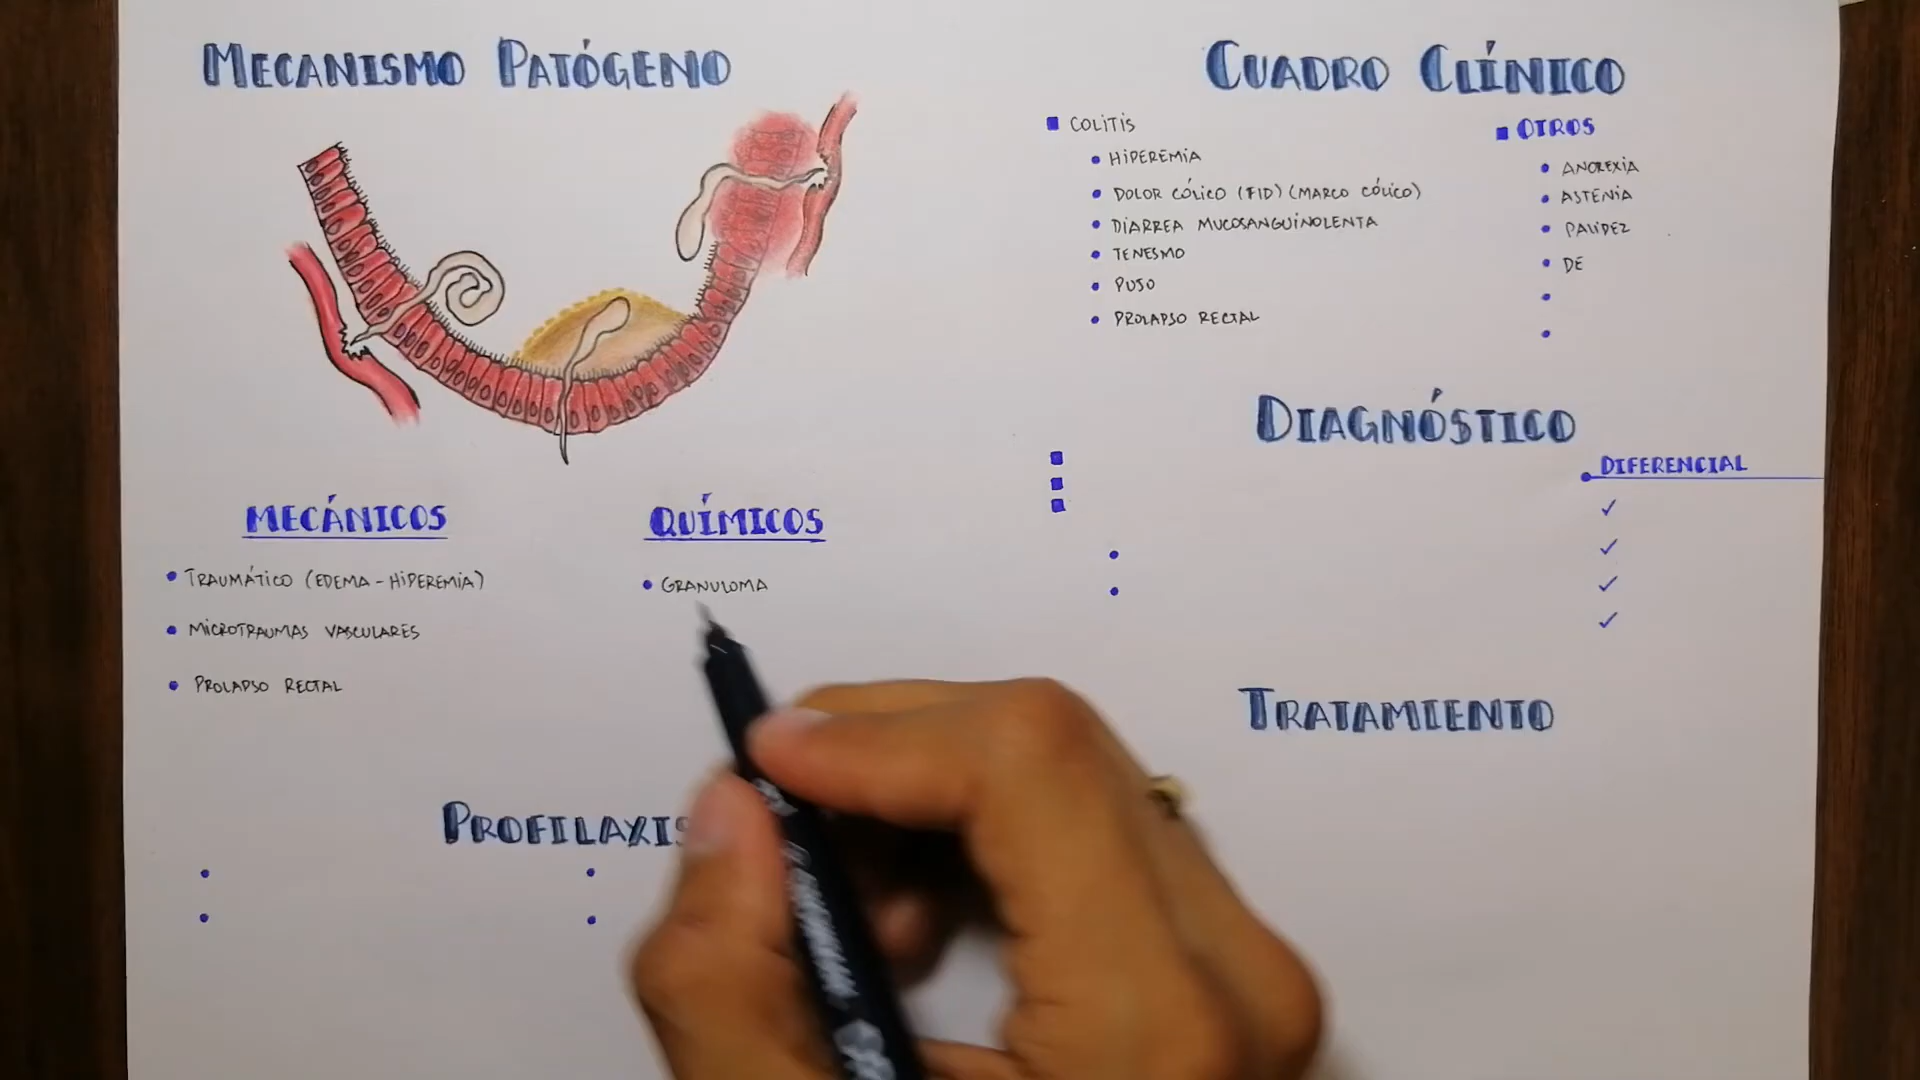 MECANISMO PATÓGENO
MECÁNICOS
TRAUMÁTICO (EDEMA - HIPEREMIA)
MICROTRAUMAS VASCULARES
PROLAPSO RECTAL
QUÍMICOS
GRANULOMA
PROFILAXIS
CUADRO CLÍNICO
COLITIS
HIPEREMIA
DOLOR CÓLICO (FID) (MARCO CÓLICO)
DIARREA MUCOSANGUINOLENTA
TENESMO
PUJO
PROLAPSO RECTAL
OTROS
ANOREXIA
ASTENIA
PALIDEZ
DE
DIAGNÓSTICO
DIFERENCIAL
TRATAMIENTO